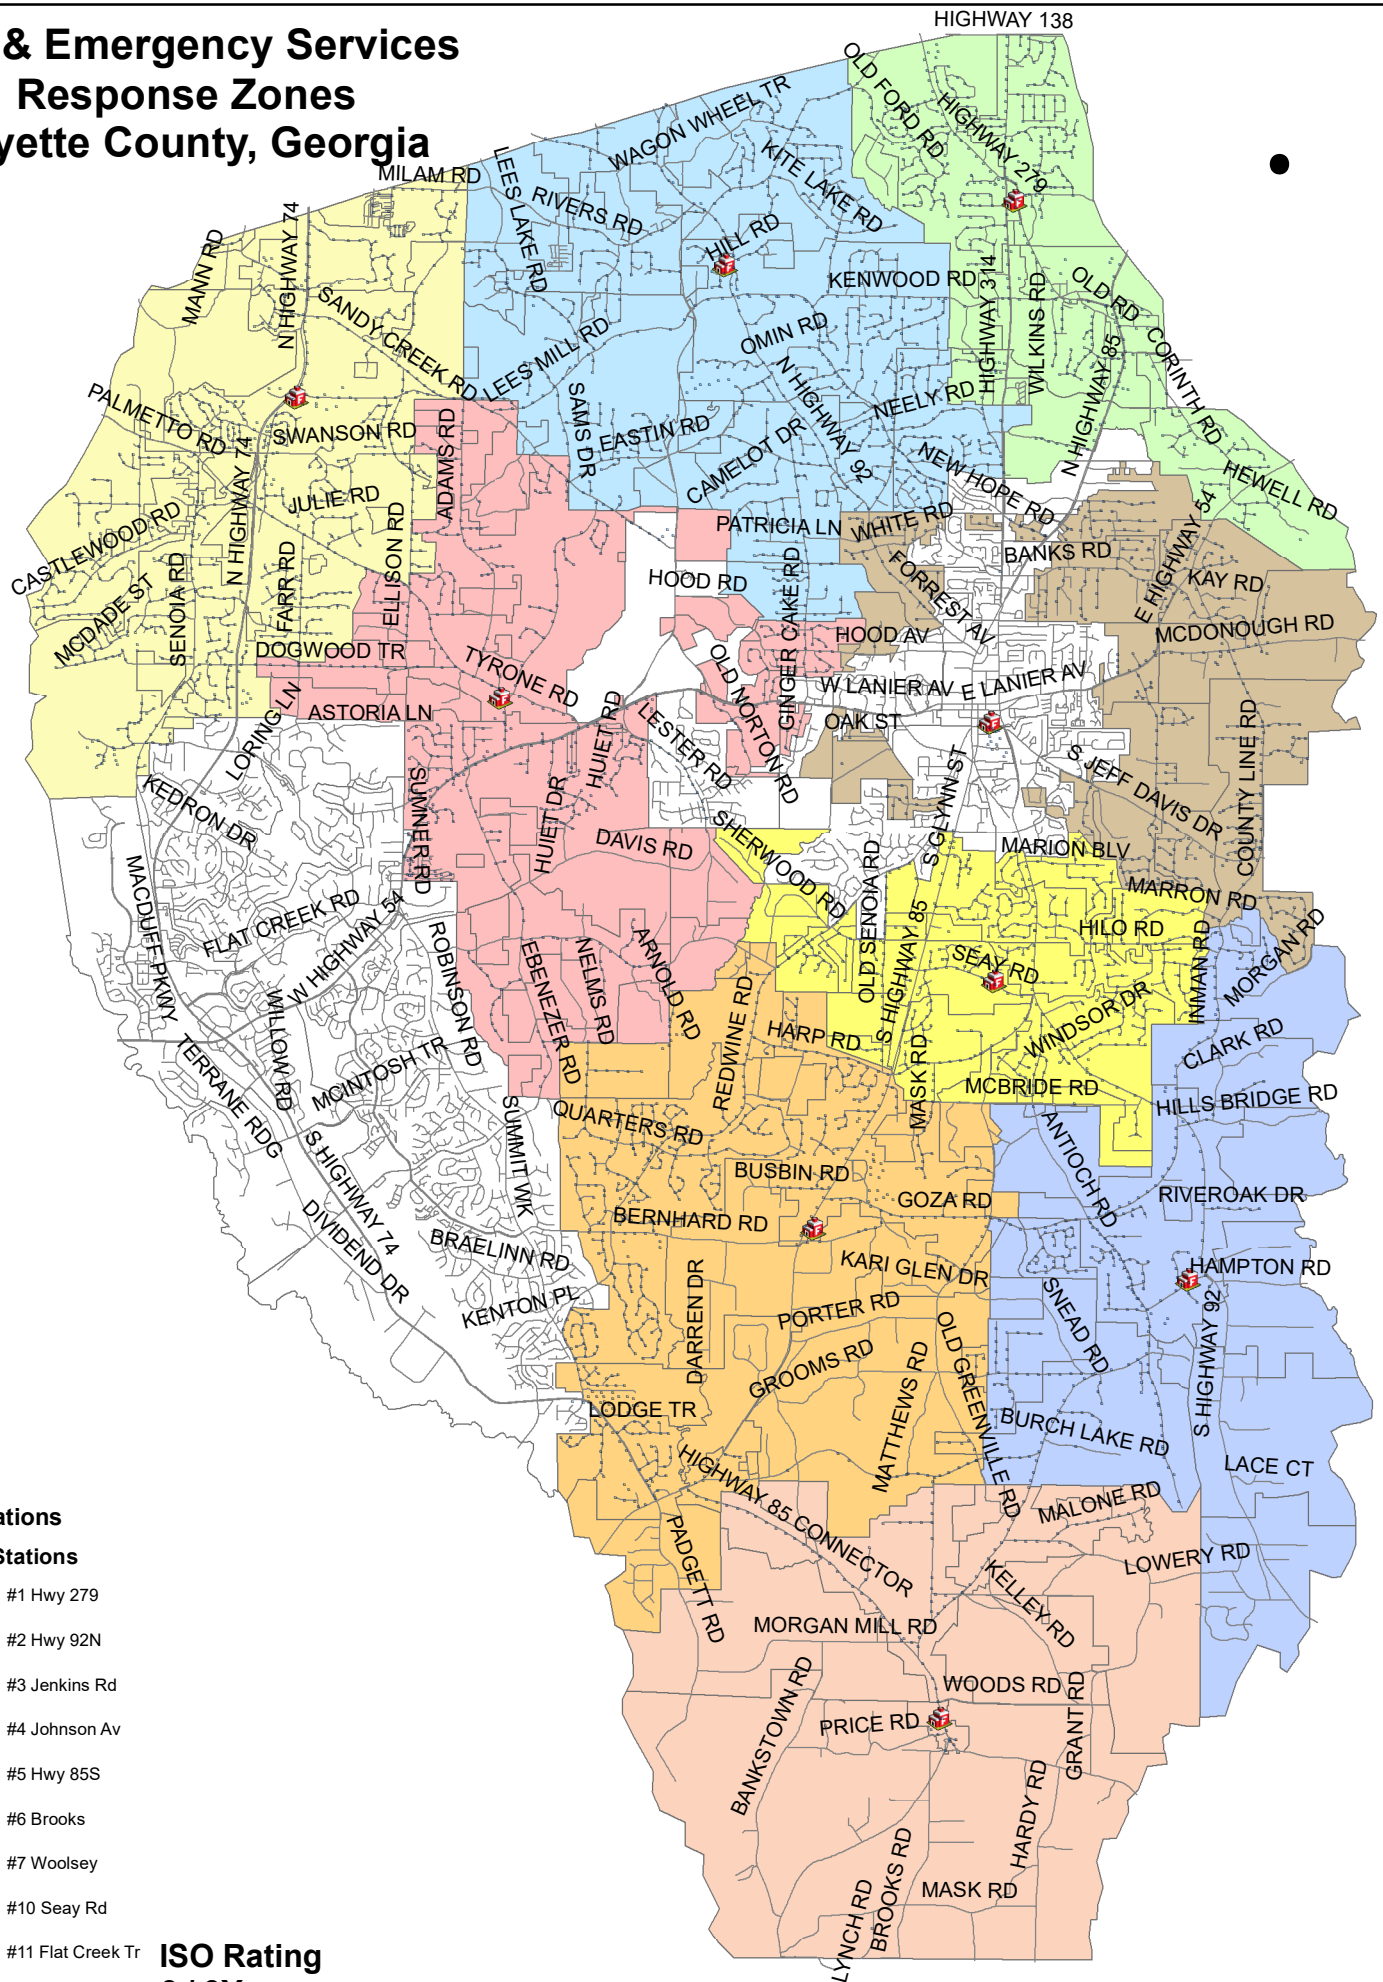 & Emergency Services
Response Zones
yette County, Georgia
HIGHWAY 138
OLD FORD RD
HIGHWAY 279
WAGON WHEEL TR
KITE LAKE RD
MILAM RD
LEES LAKE RD
RIVERS RD
HILL RD
MANN RD
N HIGHWAY 74
KENWOOD RD
HIGHWAY 314
WILKINS RD
OLD RD
SANDY CREEK RD
LEES MILL RD
OMIN RD
N HIGHWAY 85
CORINTH RD
PALMETTO RD
SWANSON RD
ADAMS RD
SAMS DR
EASTIN RD
CAMELOT DR
N HIGHWAY 92
NEELY RD
NEW HOPE RD
HEWELL RD
N HIGHWAY 74
JULIE RD
CASTLEWOOD RD
ELLISON RD
PATRICIA LN
WHITE RD
BANKS RD
E HIGHWAY 54
KAY RD
MCDADE ST
SENOIA RD
FARR RD
HOOD RD
GINGER CAKE RD
FORREST AV
HOOD AV
MCDONOUGH RD
DOGWOOD TR
TYRONE RD
OLD NORTON RD
W LANIER AV
E LANIER AV
LORING LN
ASTORIA LN
HUET RD
LESTER RD
OAK ST
COUNTY LINE RD
KEDRON DR
SUMNER RD
HUET DR
DAVIS RD
SHERWOOD RD
S GLYNN ST
S JEFF DAVIS DR
MARION BLV
MACDUFF PKWY
FLAT CREEK RD
W HIGHWAY 54
OLD SENOIA RD
S HIGHWAY 85
MARRON RD
HILO RD
SEAY RD
INMAN RD
MORGAN RD
ROBINSON RD
EBENEZER RD
NELMS RD
ARNOLD RD
REDWINE RD
HARP RD
WINDSOR DR
CLARK RD
WILLOW RD
TERRANE RDG
MCINTOSH TR
MASK RD
MCBRIDE RD
HILLS BRIDGE RD
QUARTERS RD
SUMMIT WK
S HIGHWAY 74
ANTIOCH RD
BUSBIN RD
GOZA RD
RIVEROAK DR
DIVIDEND DR
BRAELINN RD
BERNHARD RD
KARI GLEN DR
HAMPTON RD
KENTON PL
DARREN DR
PORTER RD
SNEAD RD
S HIGHWAY 92
GROOMS RD
OLD GREENVILLE RD
MATTHEWS RD
LODGE TR
BURCH LAKE RD
LACE CT
HIGHWAY 85 CONNECTOR
MALONE RD
PADGETT RD
LOWERY RD
KELLEY RD
MORGAN MILL RD
BANKSTOWN RD
WOODS RD
PRICE RD
GRANT RD
HARDY RD
BROOKS RD
LYNCH RD
MASK RD
ations
Stations
#1 Hwy 279
#2 Hwy 92N
#3 Jenkins Rd
#4 Johnson Av
#5 Hwy 85S
#6 Brooks
#7 Woolsey
#10 Seay Rd
#11 Flat Creek Tr
ISO Rating